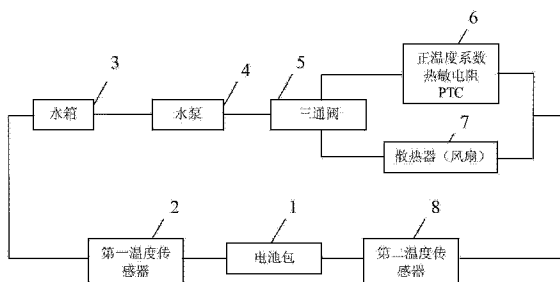 6
正温度系数
热敏电阻
PTC
3
4
5
水箱
水泵
三通阀
7
散热器（风扇）
2
1
8
第一温度传
感器
电池包
第二温度传
感器